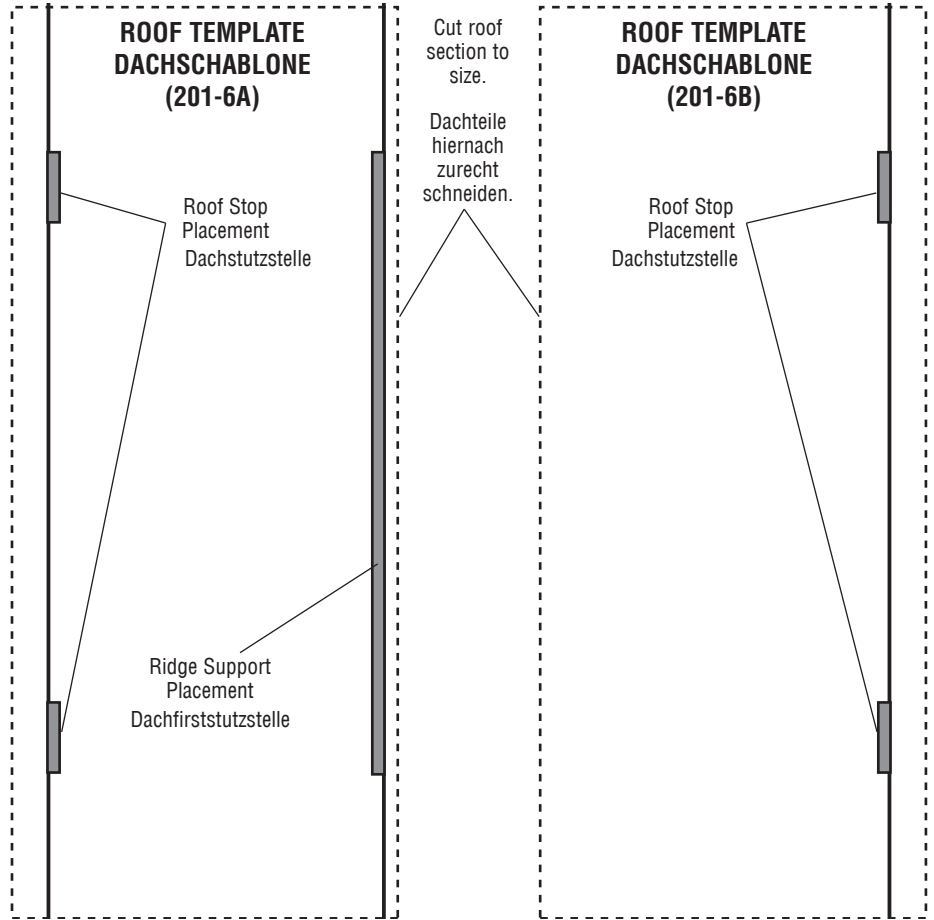 ROOF TEMPLATE
DACHSCHABLONE
(201-6A)
Roof Stop
Placement
Dachstutzstelle
Ridge Support
Placement
Dachfirststutzstelle
Cut roof
section to
size.
Dachteile
hiernach
zurecht
schneiden.
ROOF TEMPLATE
DACHSCHABLONE
(201-6B)
Roof Stop
Placement
Dachstutzstelle